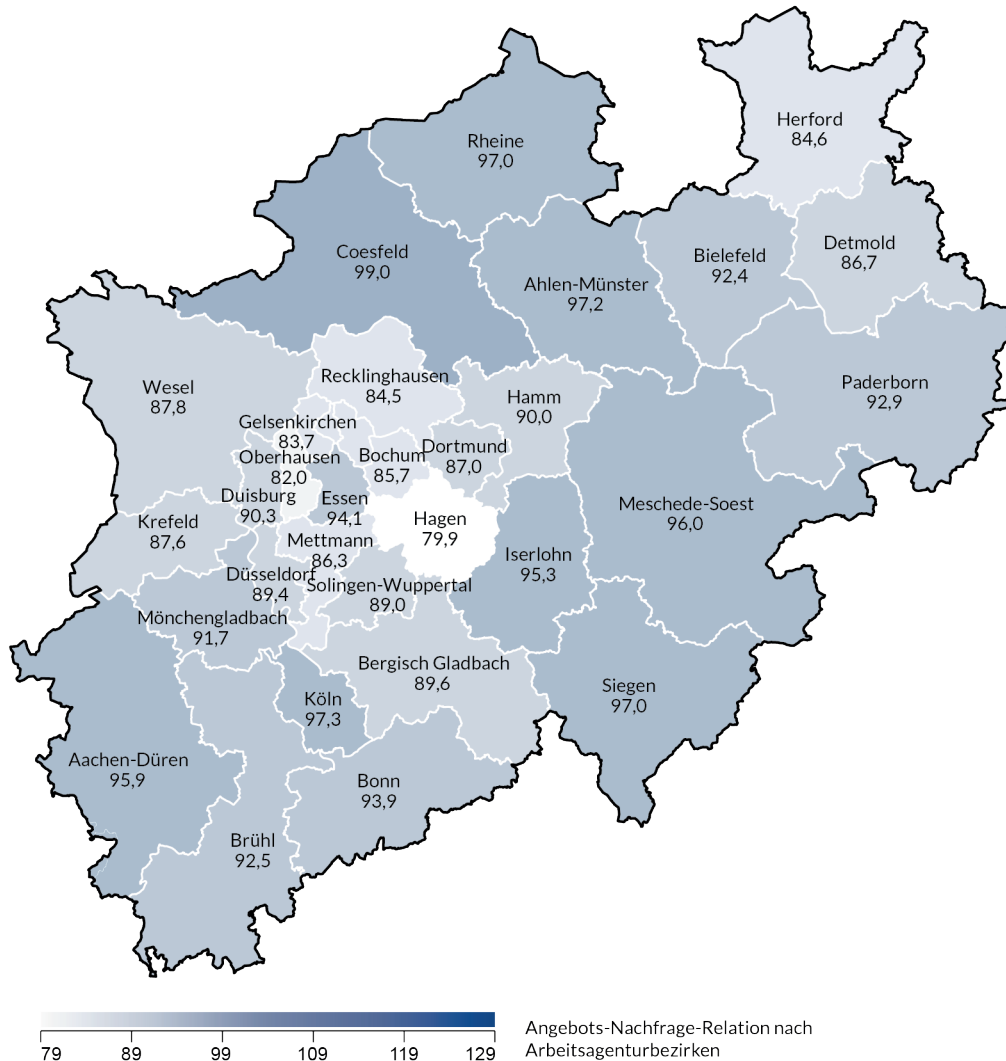 Herford
84,6
Rheine
97,0
Coesfeld
99,0
Ahlen-Münster
97,2
Bielefeld
92,4
Detmold
86,7
Wesel
87,8
Recklinghausen
84,5
Hamm
90,0
Paderborn
92,9
Gelsenkirchen
83,7
Oberhausen
82,0
Bochum
85,7
Dortmund
87,0
Duisburg
90,3
Essen
94,1
Hagen
79,9
Meschede-Soest
96,0
Krefeld
87,6
Mettmann
86,3
Iserlohn
95,3
Düsseldorf
89,4
Solingen-Wuppertal
89,0
Mönchengladbach
91,7
Bergisch Gladbach
89,6
Köln
97,3
Siegen
97,0
Aachen-Düren
95,9
Bonn
93,9
Brühl
92,5
79 89 99 109 119 129
Angebots-Nachfrage-Relation nach
Arbeitsagenturbezirken